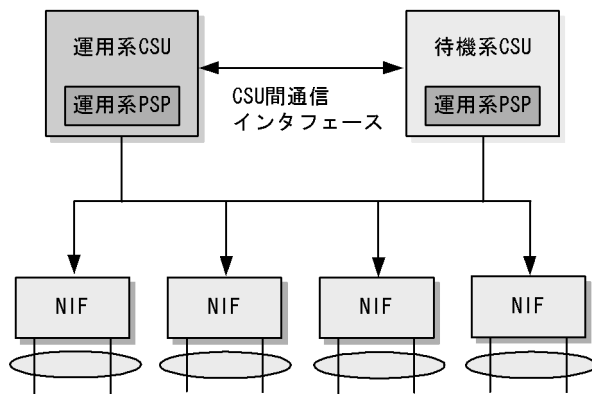 運用系CSU
待機系CSU
運用系PSP
運用系PSP
CSU間通信
インタフェース
NIF
NIF
NIF
NIF